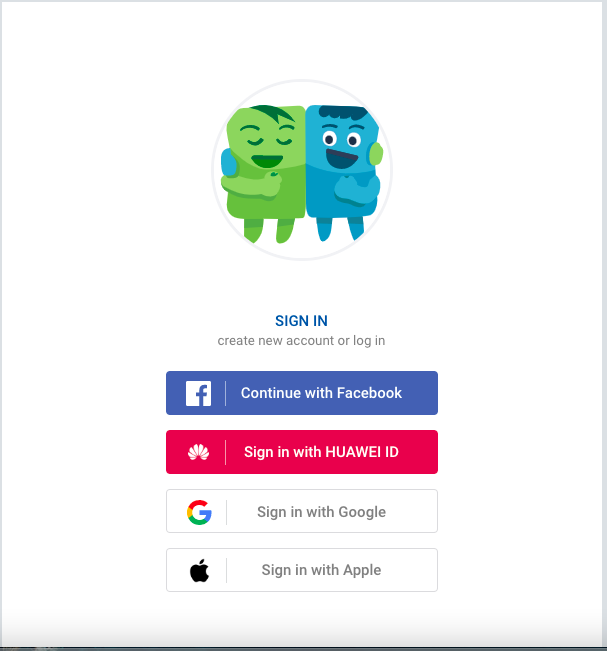 SIGN IN
create new account or log in
Continue with Facebook
Sign in with HUAWEI ID
Sign in with Google
Sign in with Apple